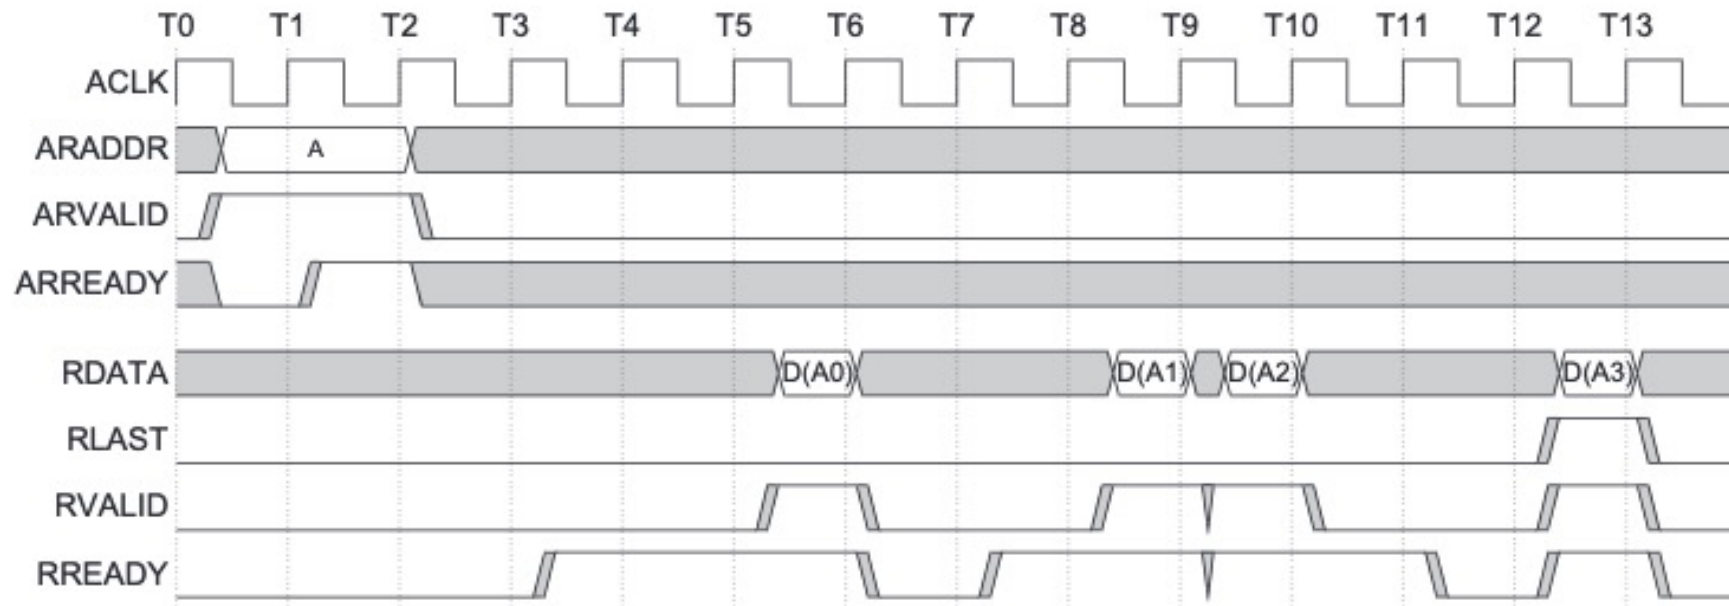 T0 T1 T2 T3 T4 T5 T6 T7 T8 T9 T10 T11 T12 T13
ACLK
ARADDR A
ARVALID
ARREADY
RDATA D(A0) D(A1) D(A2) D(A3)
RLAST
RVALID
RREADY